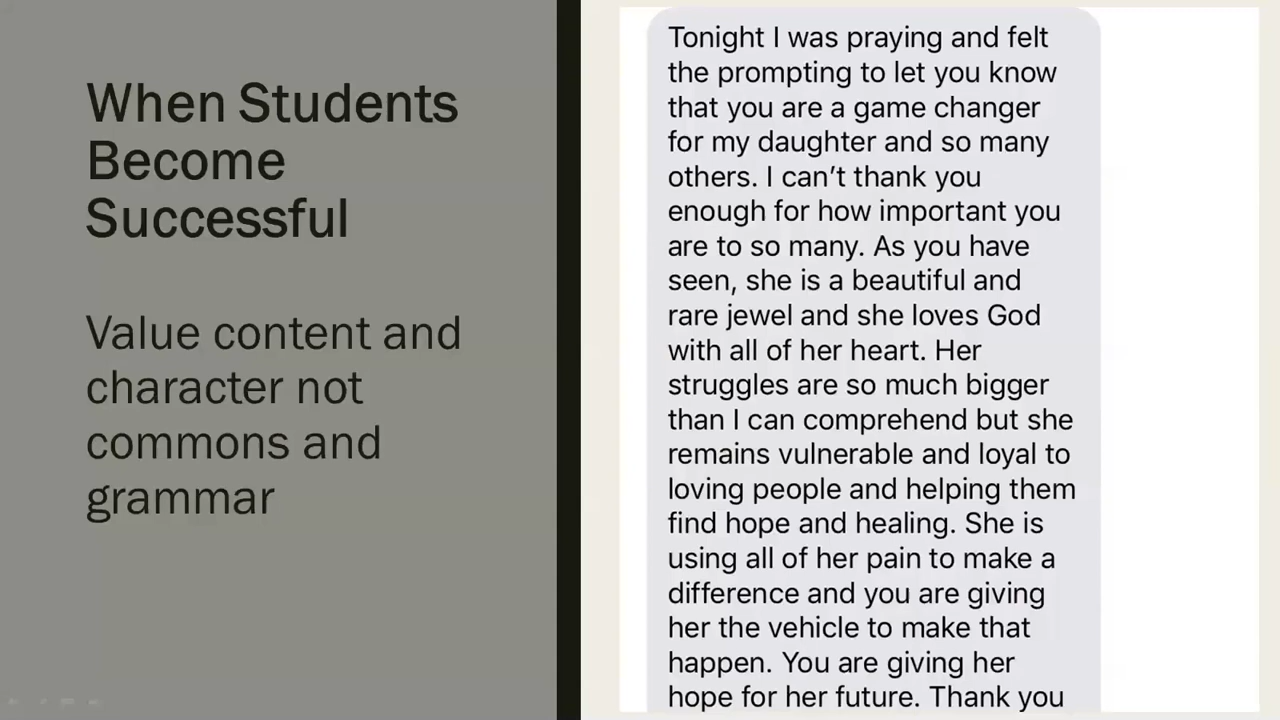 When Students
Become
Successful
Value content and
character not
commons and
grammar
Tonight I was praying and felt
the prompting to let you know
that you are a game changer
for my daughter and so many
others. I can’t thank you
enough for how important you
are to so many. As you have
seen, she is a beautiful and
rare jewel and she loves God
with all of her heart. Her
struggles are so much bigger
than I can comprehend but she
remains vulnerable and loyal to
loving people and helping them
find hope and healing. She is
using all of her pain to make a
difference and you are giving
her the vehicle to make that
happen. You are giving her
hope for her future. Thank you